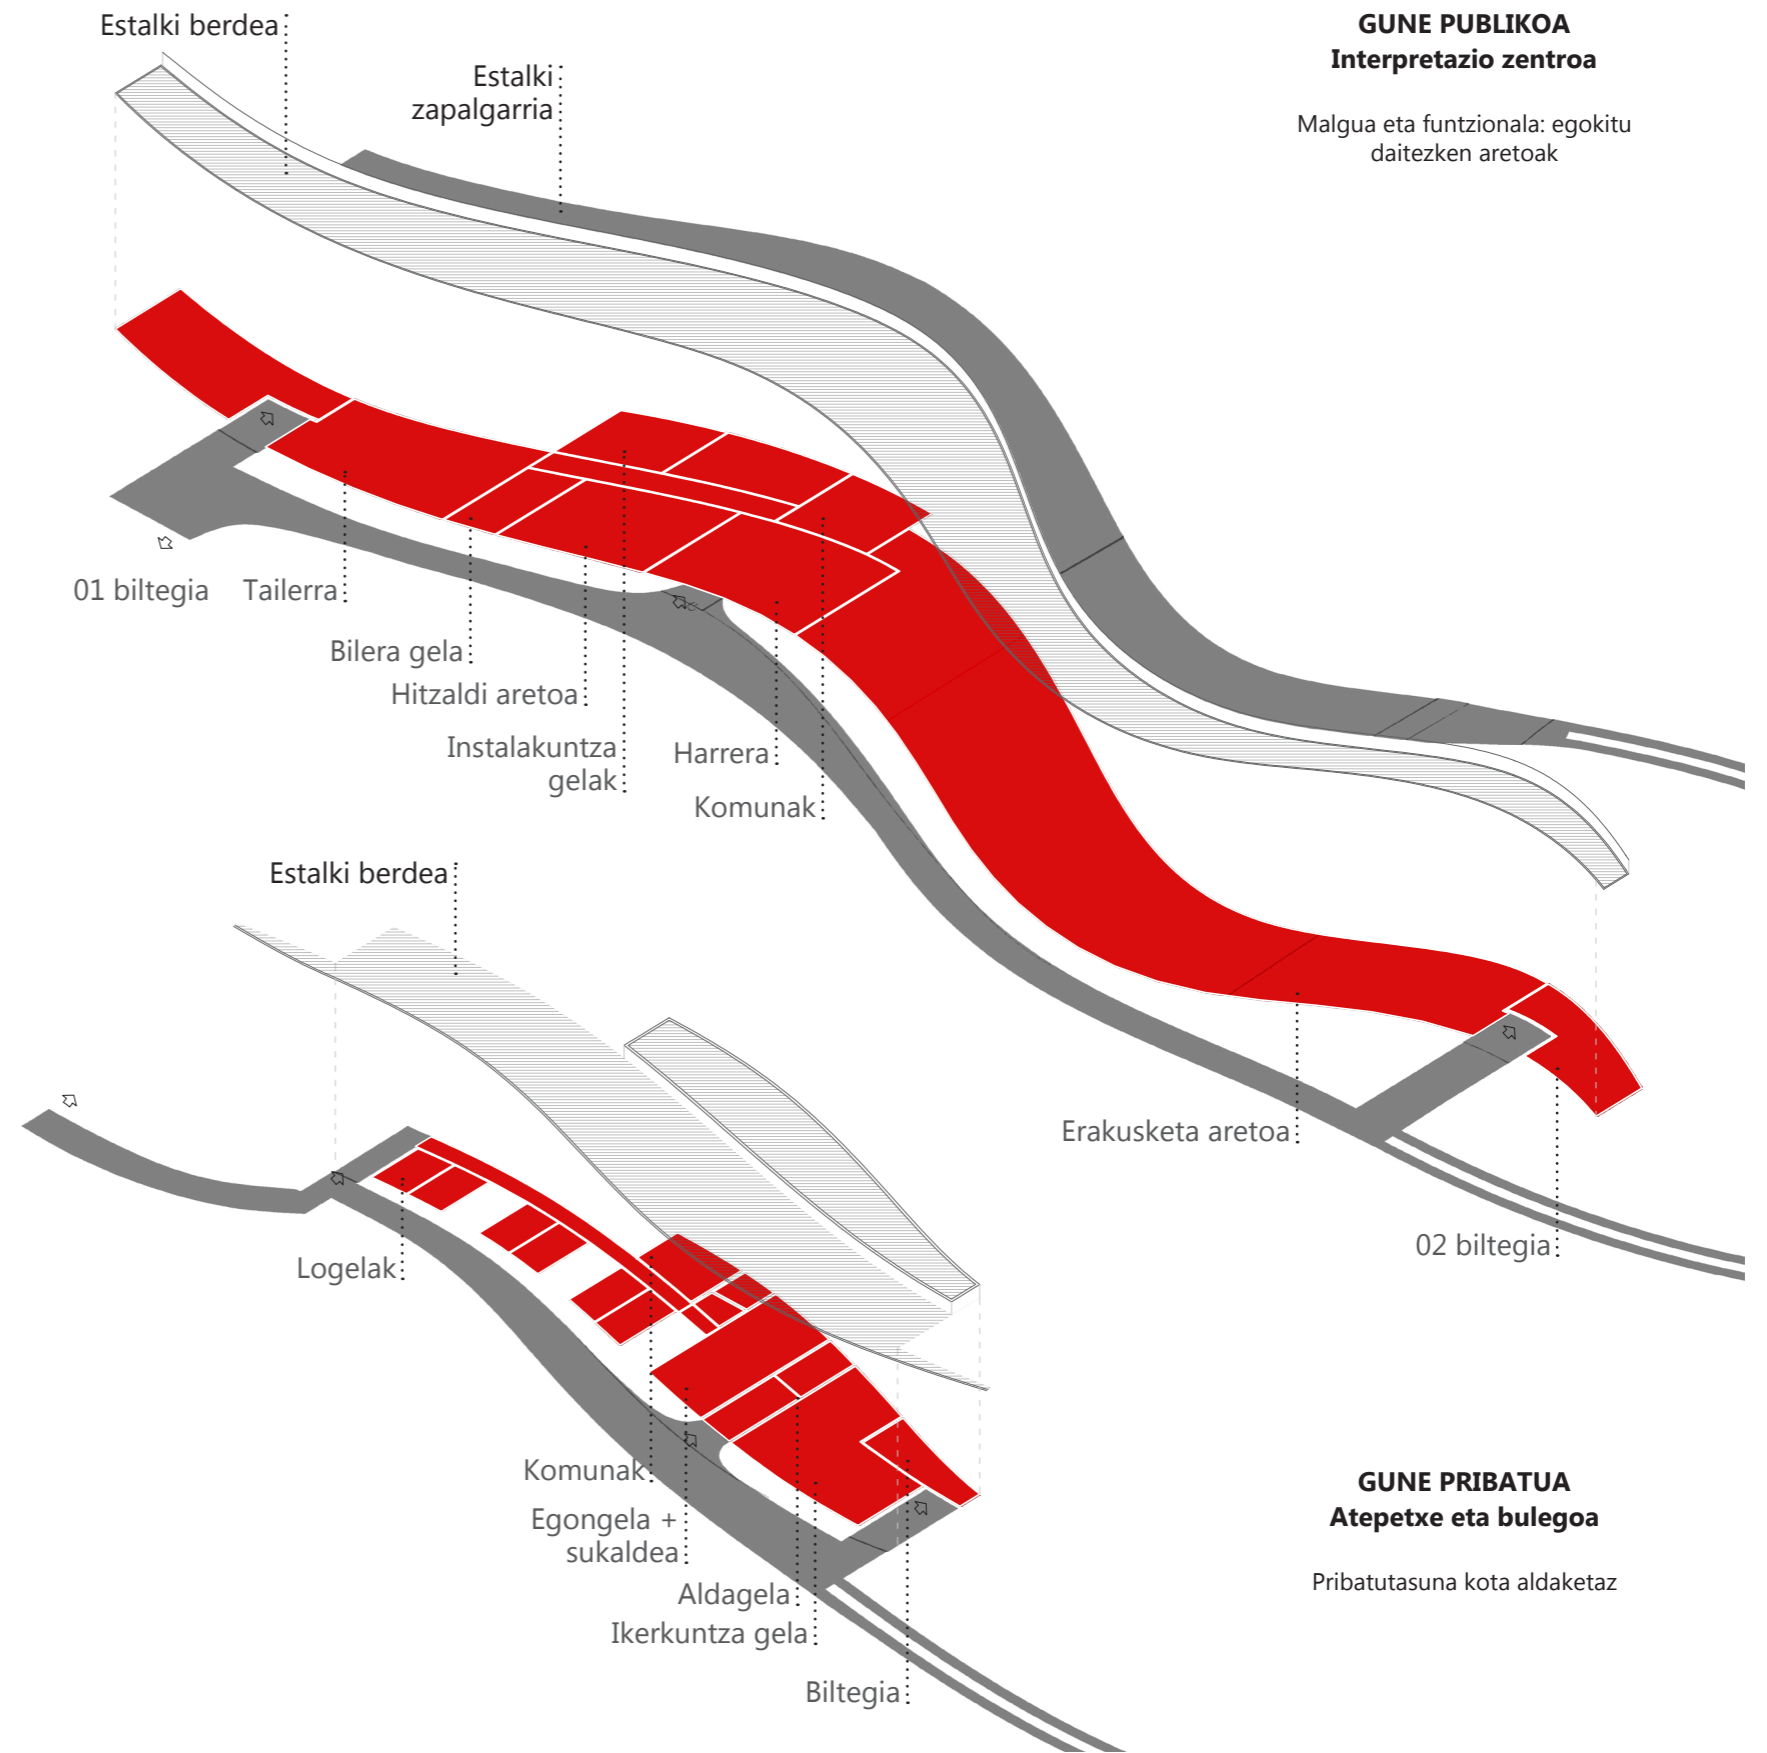 Estalki berdea
Estalki
zapalgarria
GUNE PUBLIKOA
Interpretazio zentroa
Malgua eta funtzionala: egokitu
daitezken aretoak
01 biltegia
Tailerra
Bilera gela
Hitzaldi aretoa
Instalakuntza
gelak
Harrera
Komunak
Erakusketa aretoa
02 biltegia
Estalki berdea
Logelak
Komunak
Egongela +
sukaldea
Aldagela
Ikerkuntza gela
Biltegia
GUNE PRIBATUA
Atepetxe eta bulegoa
Pribatutasuna kota aldaketaz